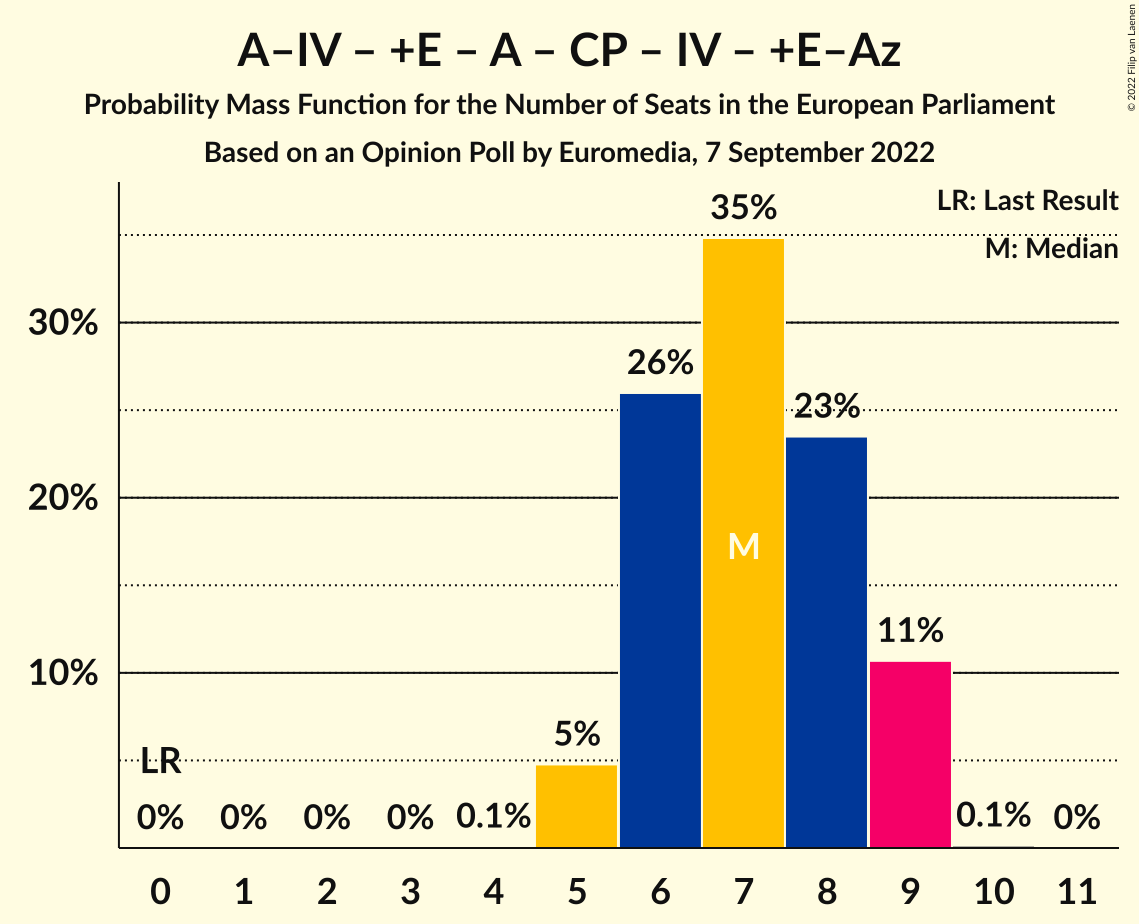 A–IV – +E – A – CP – IV – +E–Az
Probability Mass Function for the Number of Seats in the European Parliament
Based on an Opinion Poll by Euromedia, 7 September 2022
© 2022 Filip van Laenen
LR: Last Result
M: Median
35%
30%
26%
23%
20%
M
11%
10%
5%
LR
0% 0% 0% 0% 0.1% 0.1% 0%
0 1 2 3 4 5 6 7 8 9 10 11